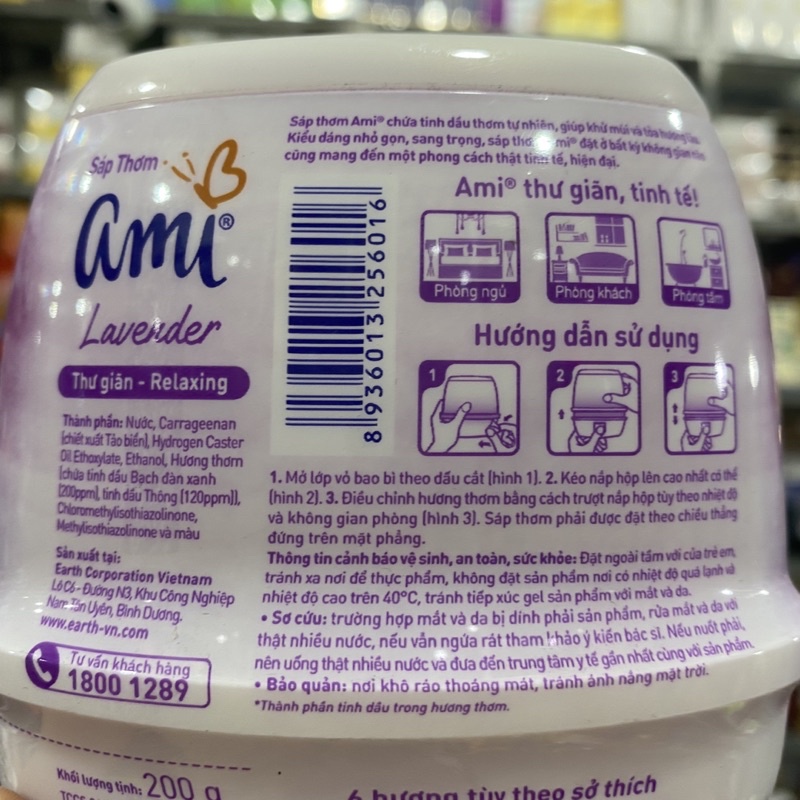 Sáp Thơm
ami®
Lavender
Thư giãn - Relaxing
Thành phần: Nước, Carrageenan
(chiết xuất Tảo biển), Hydrogen Caster
Oil Ethoxylate, Ethanol, Hương thơm
(chứa tinh dầu Bạch đàn xanh
(200ppm), tinh dầu Thông (120ppm)),
Chloromethylisothiazolinone,
Methylisothiazolinone và màu
Sản xuất tại:
Earth Corporation Vietnam
Lô C6 - Đường N3, Khu Công Nghiệp
Nam Tân Uyên, Bình Dương.
www.earth-vn.com
Tư vấn khách hàng
1800 1289
Khối lượng tịnh: 200 g
Sáp thơm Ami® chứa tinh dầu thơm tự nhiên, giúp khử mùi và tỏa hương
Kiểu dáng nhỏ gọn, sang trọng, sáp thơm Ami® đặt ở bất kỳ không gian nào
cũng mang đến một phong cách thật tinh tế, hiện đại.
8 936013 256016
Ami® thư giãn, tinh tế!
Phòng ngủ
Phòng khách
Phòng tắm
Hướng dẫn sử dụng
1
2
3
1. Mở lớp vỏ bao bì theo dấu cắt (hình 1). 2. Kéo nắp hộp lên cao nhất có thể
(hình 2). 3. Điều chỉnh hương thơm bằng cách trượt nắp hộp tùy theo nhiệt độ
và không gian phòng (hình 3). Sáp thơm phải được đặt theo chiều thẳng
đứng trên mặt phẳng.
Thông tin cảnh báo vệ sinh, an toàn, sức khỏe: Đặt ngoài tầm với của trẻ em,
tránh xa nơi để thực phẩm, không đặt sản phẩm nơi có nhiệt độ quá lạnh và
nhiệt độ cao trên 40°C, tránh tiếp xúc gel sản phẩm với mắt và da.
• Sơ cứu: trường hợp mắt và da bị dính phải sản phẩm, rửa mắt và da với
thật nhiều nước, nếu vẫn ngứa rát tham khảo ý kiến bác sĩ. Nếu nuốt phải,
nên uống thật nhiều nước và đưa đến trung tâm y tế gần nhất cùng với sản phẩm.
• Bảo quản: nơi khô ráo thoáng mát, tránh ánh nắng mặt trời.
*Thành phần tinh dầu trong hương thơm.
6 hương tùy theo sở thích